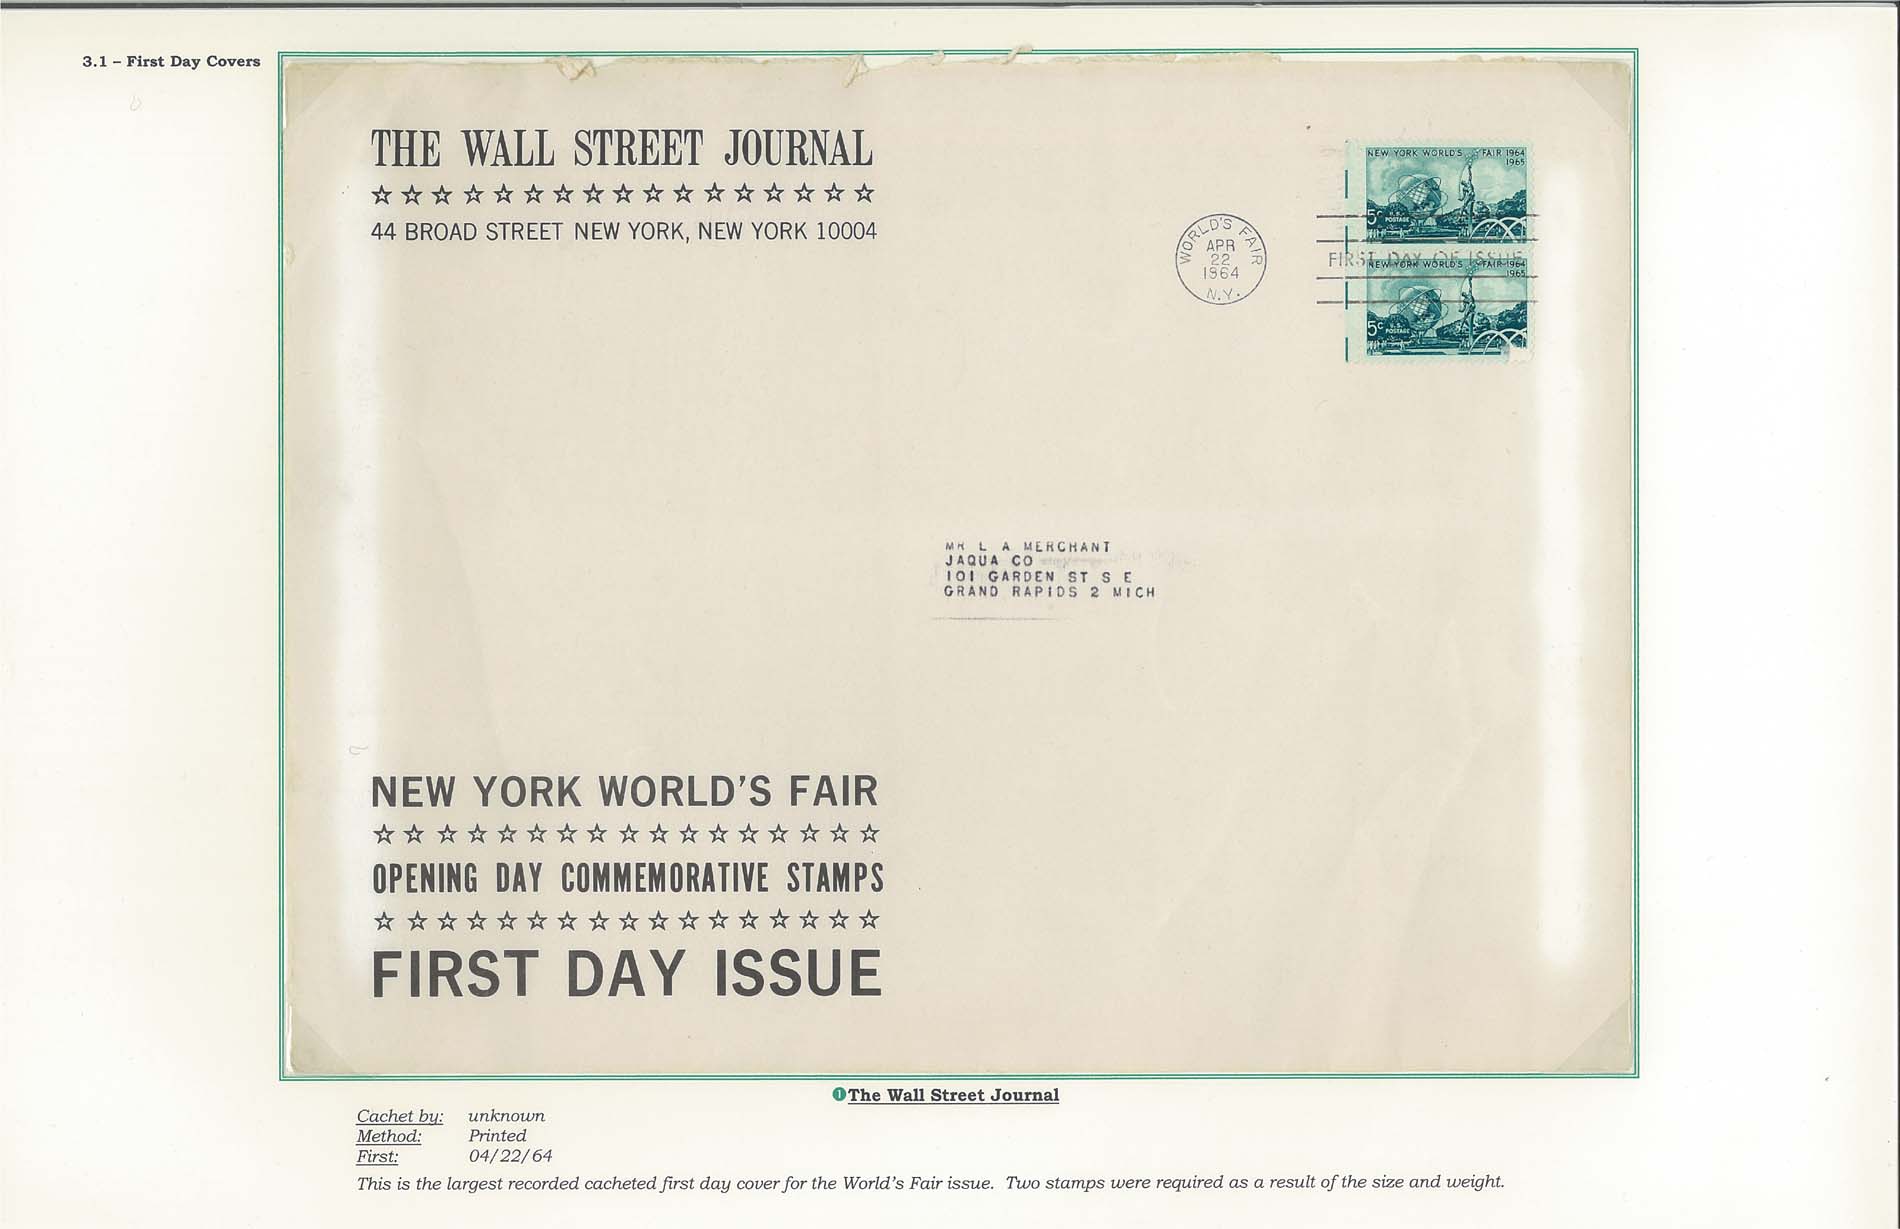 3.1 – First Day Covers
THE WALL STREET JOURNAL
44 BROAD STREET NEW YORK, NEW YORK 10004
NEW YORK WORLD'S FAIR 1964
1965
5c U.S. POSTAGE
WORLD'S FAIR
APR
22
1964
N.Y.
FIRST DAY OF ISSUE
NEW YORK WORLD'S FAIR 1964
1965
5c U.S. POSTAGE
MR L A MERCHANT
JAQUA CO
101 GARDEN ST S E
GRAND RAPIDS 2 MICH
NEW YORK WORLD'S FAIR
OPENING DAY COMMEMORATIVE STAMPS
FIRST DAY ISSUE
1 The Wall Street Journal
Cachet by: unknown
Method: Printed
First: 04/22/64
This is the largest recorded cacheted first day cover for the World's Fair issue. Two stamps were required as a result of the size and weight.